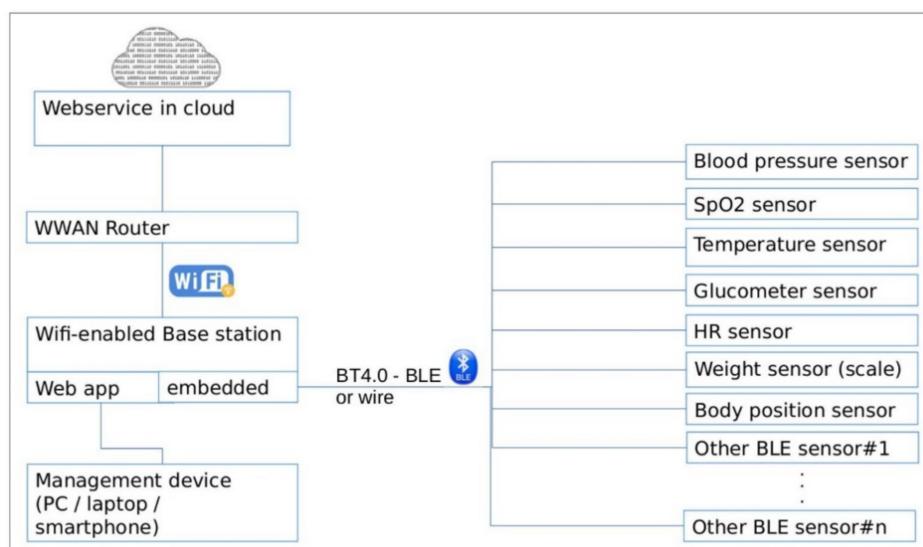 Webservice in cloud
WWAN Router
WiFi
Wifi-enabled Base station
Web app
embedded
Management device
(PC / laptop /
smartphone)
BT4.0 - BLE
or wire
BLE
Blood pressure sensor
SpO2 sensor
Temperature sensor
Glucometer sensor
HR sensor
Weight sensor (scale)
Body position sensor
Other BLE sensor#1
Other BLE sensor#n